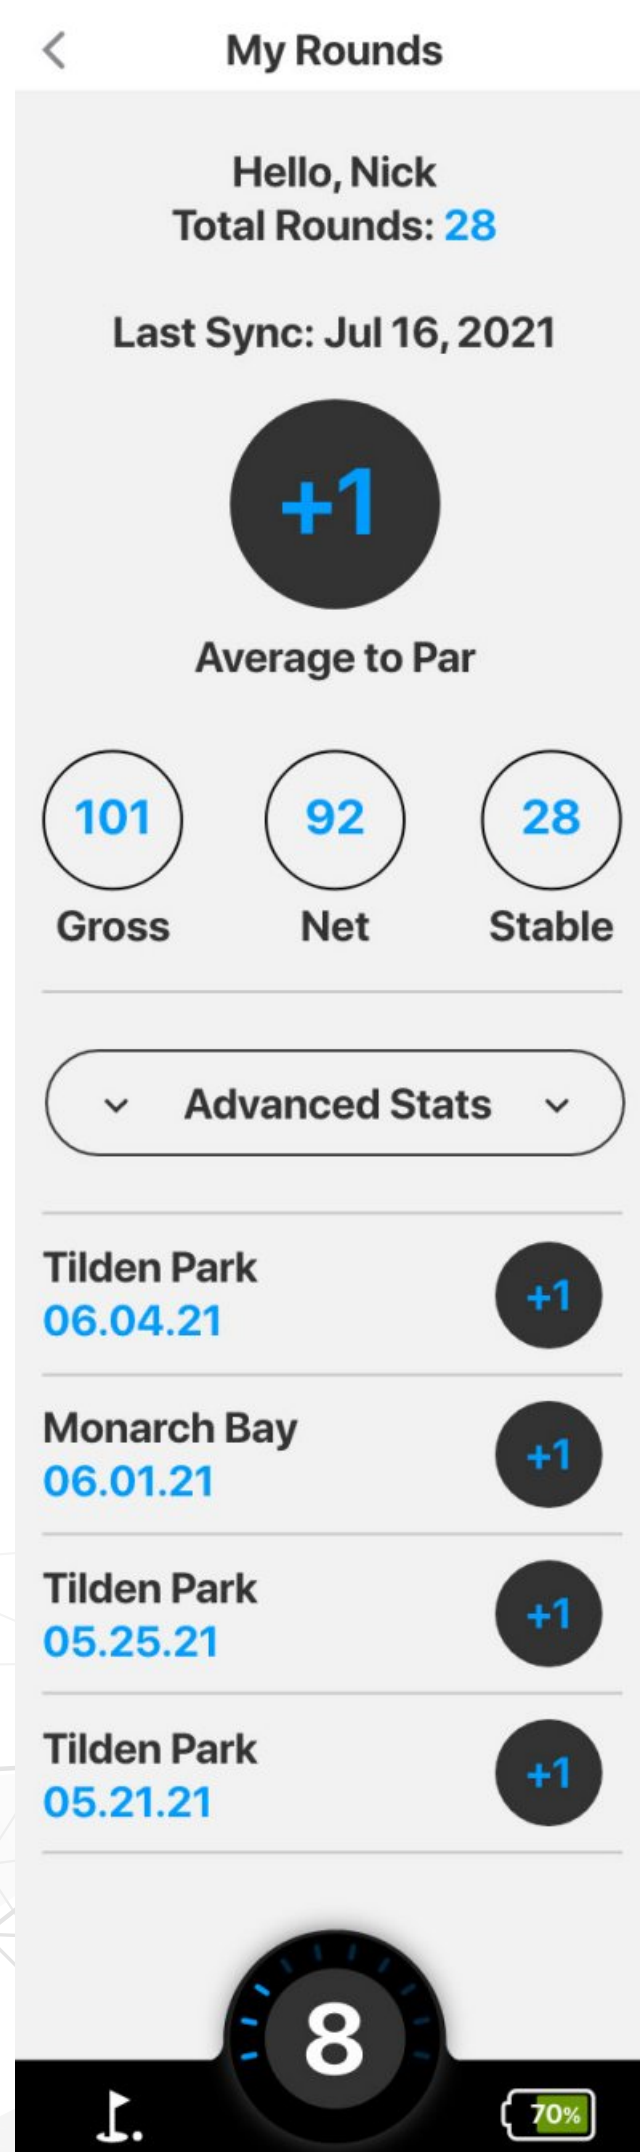 My Rounds
Hello, Nick
Total Rounds: 28
Last Sync: Jul 16, 2021
+1
Average to Par
101 92 28
Gross Net Stable
Advanced Stats
Tilden Park
06.04.21
+1
Monarch Bay
06.01.21
+1
Tilden Park
05.25.21
+1
Tilden Park
05.21.21
+1
8
70%